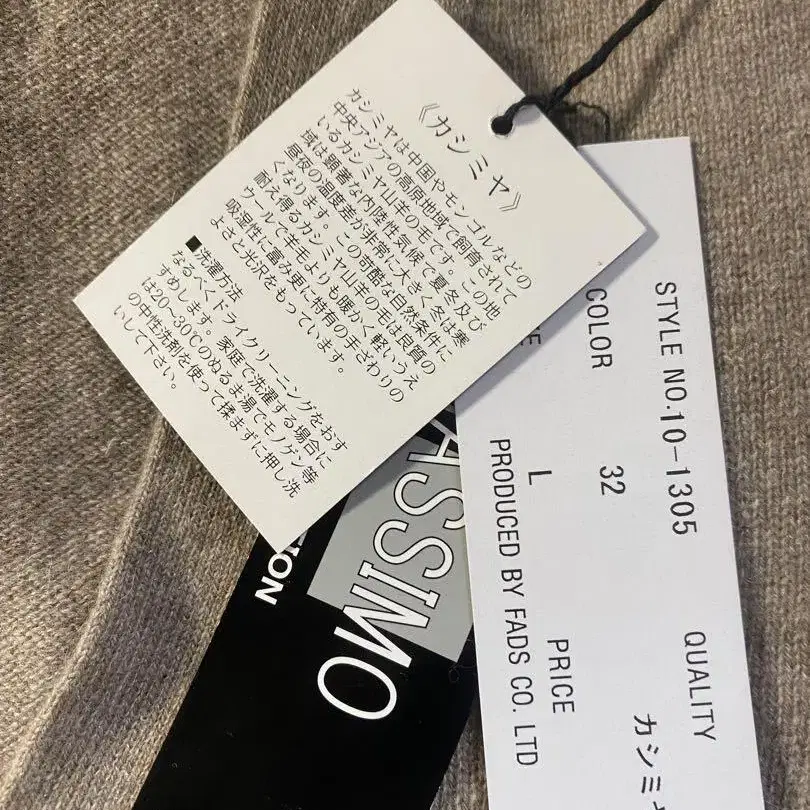 《カシミヤ》
カシミヤは中国やモンゴルなどの
中央アジアの高原地域で飼育されて
いるカシミヤ山羊の毛です。この地
域は顕著な内陸性気候で夏冬及び
昼夜の温度差が非常に大きく冬は寒
くなります。この苛酷な自然条件に
耐え得るカシミヤ山羊の毛は良質の
ウールで羊毛よりも暖かく軽いうえ
吸湿性に富み更に特有の手ざわりの
よさと光沢をもっています。
■洗濯方法
なるべくドライクリーニングをおす
すめします。家庭で洗濯する場合に
は20~30℃のぬるま湯でモノゲン等
の中性洗剤を使って揉まずに押し洗
いして下さい。
STYLE NO.10-1305
QUALITY
カシミヤ
COLOR
32
PRICE
L
PRODUCED BY FADS CO. LTD
ASSIMO
ION